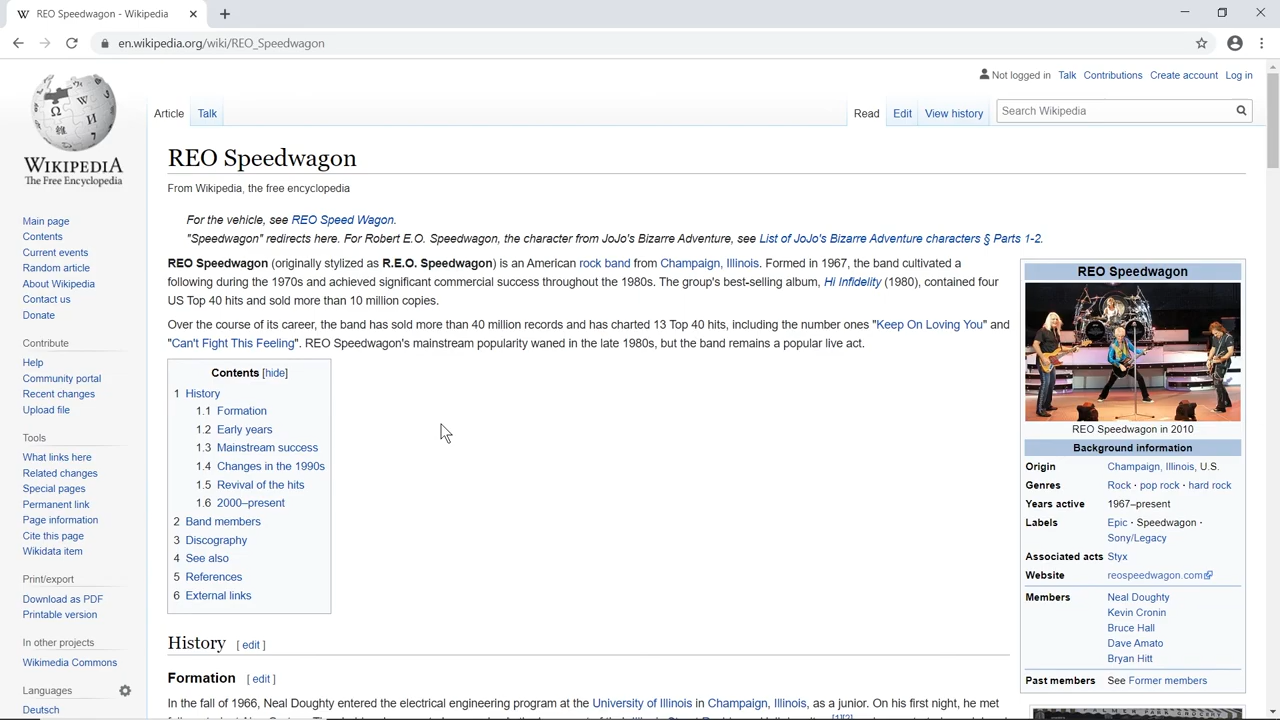 REO Speedwagon - Wikipedia
en.wikipedia.org/wiki/REO_Speedwagon
Not logged in Talk Contributions Create account Log in
Article Talk
Read Edit View history Search Wikipedia
WIKIPEDIA
The Free Encyclopedia
Main page
Contents
Current events
Random article
About Wikipedia
Contact us
Donate
Contribute
Help
Community portal
Recent changes
Upload file
Tools
What links here
Related changes
Special pages
Permanent link
Page information
Cite this page
Wikidata item
Print/export
Download as PDF
Printable version
In other projects
Wikimedia Commons
Languages
Deutsch
REO Speedwagon
From Wikipedia, the free encyclopedia
For the vehicle, see REO Speed Wagon.
"Speedwagon" redirects here. For Robert E.O. Speedwagon, the character from JoJo's Bizarre Adventure, see List of JoJo's Bizarre Adventure characters § Parts 1-2.
REO Speedwagon (originally stylized as R.E.O. Speedwagon) is an American rock band from Champaign, Illinois. Formed in 1967, the band cultivated a
following during the 1970s and achieved significant commercial success throughout the 1980s. The group's best-selling album, Hi Infidelity (1980), contained four
US Top 40 hits and sold more than 10 million copies.
Over the course of its career, the band has sold more than 40 million records and has charted 13 Top 40 hits, including the number ones "Keep On Loving You" and
"Can't Fight This Feeling". REO Speedwagon's mainstream popularity waned in the late 1980s, but the band remains a popular live act.
Contents [hide]
1 History
1.1 Formation
1.2 Early years
1.3 Mainstream success
1.4 Changes in the 1990s
1.5 Revival of the hits
1.6 2000–present
2 Band members
3 Discography
4 See also
5 References
6 External links
History [ edit ]
Formation [ edit ]
In the fall of 1966, Neal Doughty entered the electrical engineering program at the University of Illinois in Champaign, Illinois, as a junior. On his first night, he met
REO Speedwagon
REO Speedwagon in 2010
Background information
Origin Champaign, Illinois, U.S.
Genres Rock · pop rock · hard rock
Years active 1967–present
Labels Epic · Speedwagon ·
Sony/Legacy
Associated acts Styx
Website reospeedwagon.com
Members Neal Doughty
Kevin Cronin
Bruce Hall
Dave Amato
Bryan Hitt
Past members See Former members